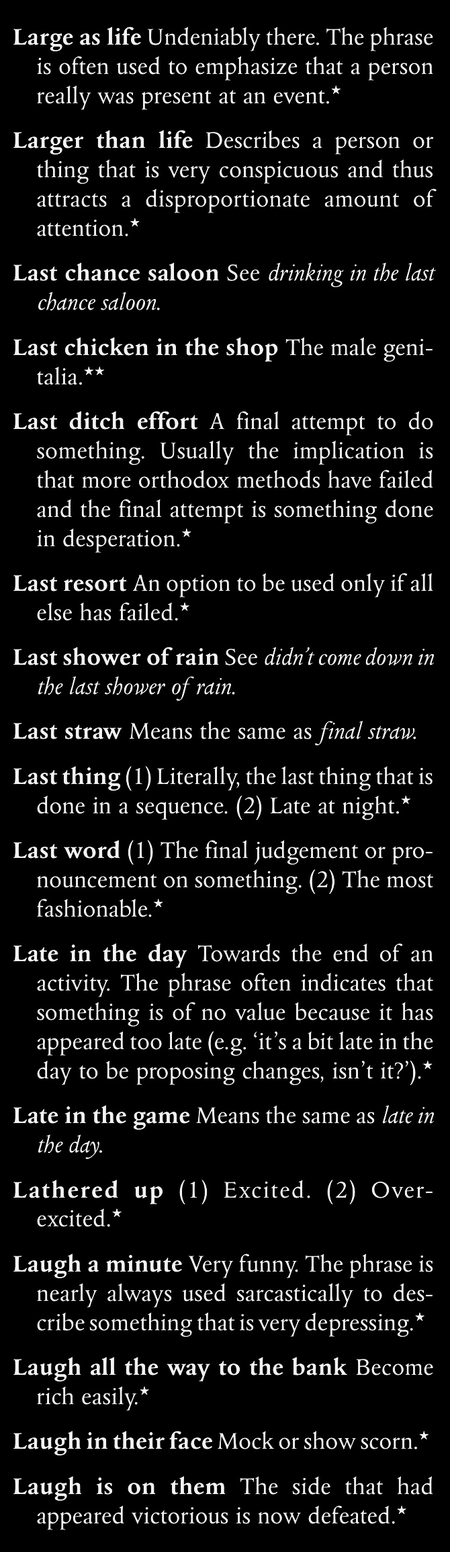 Large as life Undeniably there. The phrase
is often used to emphasize that a person
really was present at an event.★
Larger than life Describes a person or
thing that is very conspicuous and thus
attracts a disproportionate amount of
attention.★
Last chance saloon See drinking in the last
chance saloon.
Last chicken in the shop The male geni-
talia.★★
Last ditch effort A final attempt to do
something. Usually the implication is
that more orthodox methods have failed
and the final attempt is something done
in desperation.★
Last resort An option to be used only if all
else has failed.★
Last shower of rain See didn't come down in
the last shower of rain.
Last straw Means the same as final straw.
Last thing (1) Literally, the last thing that is
done in a sequence. (2) Late at night.★
Last word (1) The final judgement or pro-
nouncement on something. (2) The most
fashionable.★
Late in the day Towards the end of an
activity. The phrase often indicates that
something is of no value because it has
appeared too late (e.g. 'it's a bit late in the
day to be proposing changes, isn't it?').★
Late in the game Means the same as late in
the day.
Lathered up (1) Excited. (2) Over-
excited.★
Laugh a minute Very funny. The phrase is
nearly always used sarcastically to des-
cribe something that is very depressing.★
Laugh all the way to the bank Become
rich easily.★
Laugh in their face Mock or show scorn.★
Laugh is on them The side that had
appeared victorious is now defeated.★